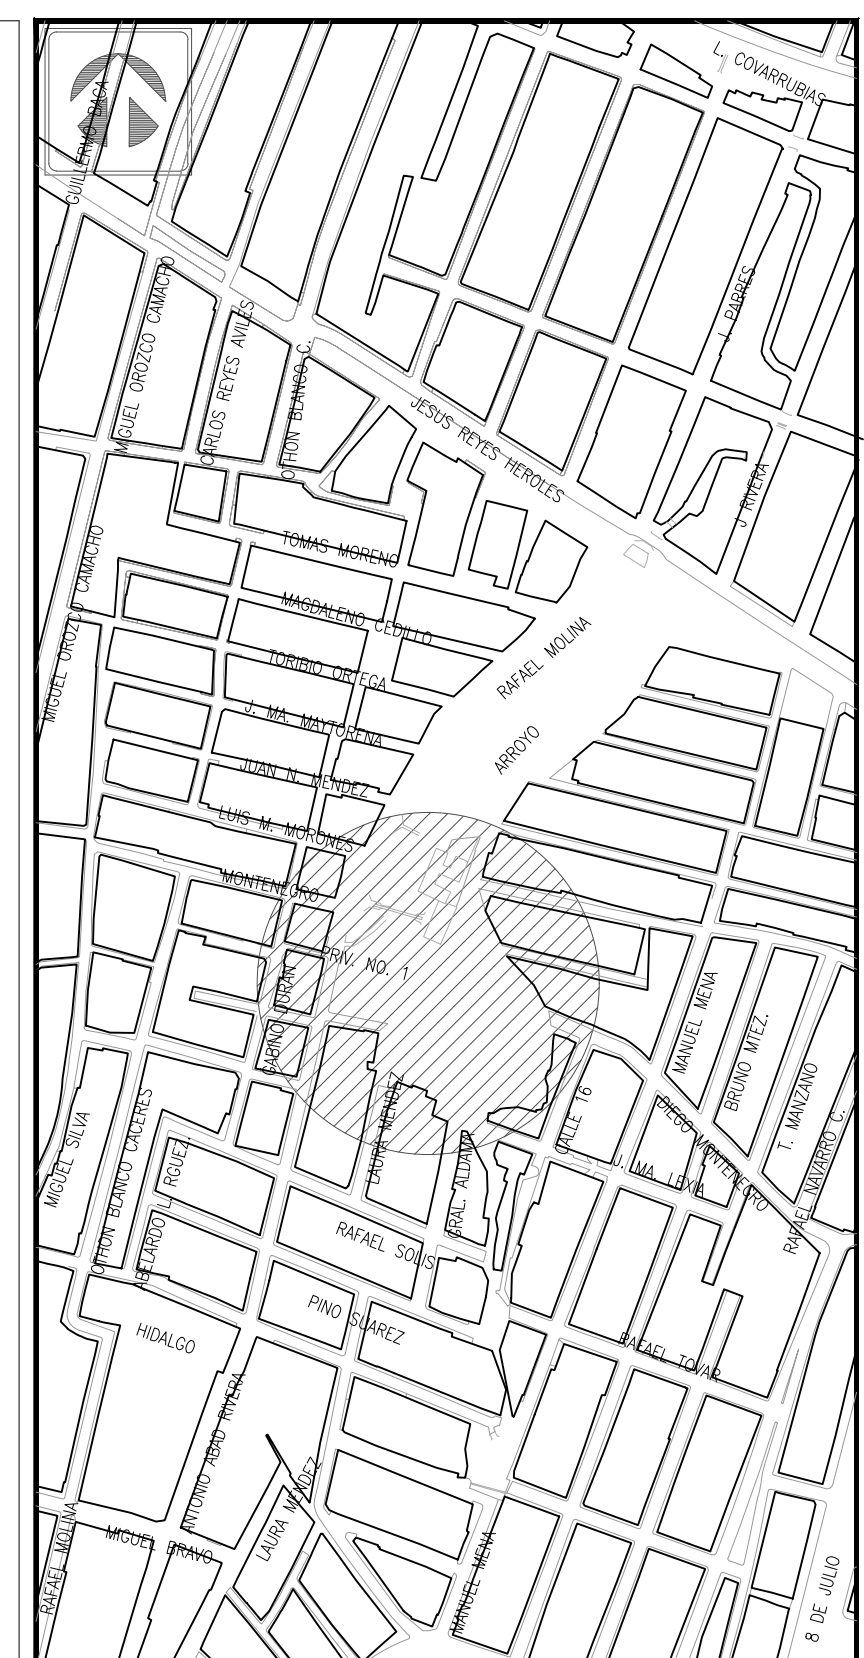 L. COVARRUBIAS
GUILLERMO BACA
MIGUEL OROZCO CAMACHO
CARLOS REYES AVILES
OTHON BLANCO C.
J. PARRES
JESUS REYES HEROLES
J RIVERA
TOMAS MORENO
MIGUEL OROZCO CAMACHO
MAGDALENO CEDILLO
RAFAEL MOLINA
TORIBIO ORTEGA
J. MA. MAYTORENA
ARROYO
JUAN N. MENDEZ
LUIS M. MORONES
MONTENEGRO
PRIV. NO. 1
GABINO DURAN
MANUEL MENA
BRUNO MTEZ.
T. MANZANO
CALLE 16
DIEGO MONTENEGRO
LAURA MENDEZ
MIGUEL SILVA
OTHON BLANCO CACERES
ABELARDO L. RGUEZ.
GRAL. ALDAMA
J. MA. LEXIA
RAFAEL NAVARRO C.
RAFAEL SOLIS
PINO SUAREZ
HIDALGO
RAFAEL TOVAR
ANTONIO ABAD RIVERA
LAURA MENDEZ
RAFAEL MOLINA
MIGUEL BRAVO
MANUEL MENA
8 DE JULIO